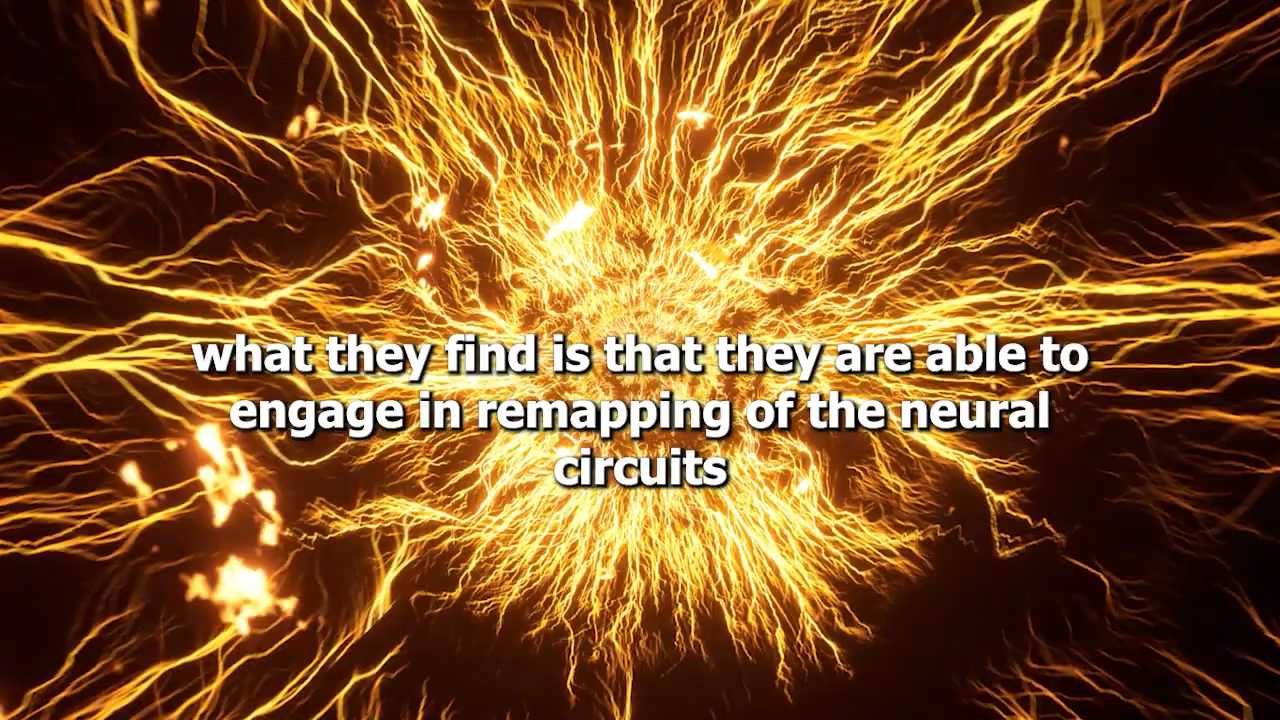 what they find is that they are able to
engage in remapping of the neural
circuits